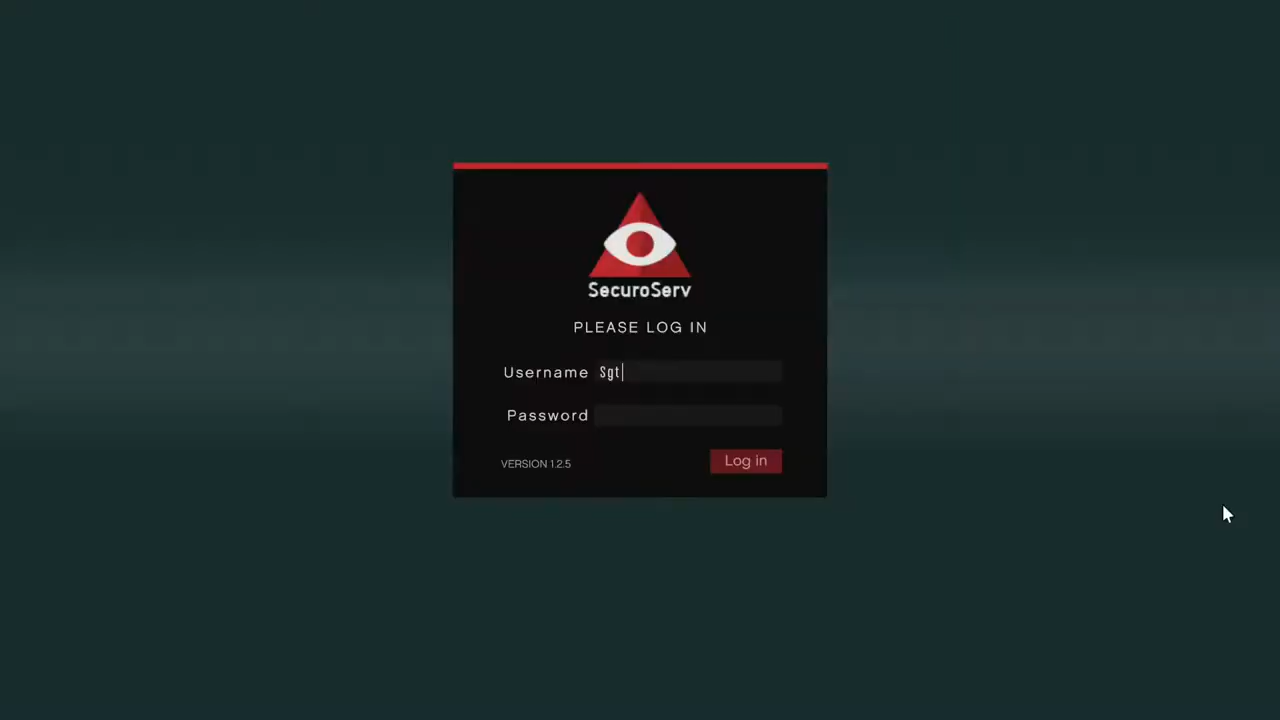 SecuroServ
PLEASE LOG IN
Username Sgt
Password
VERSION 1.2.5 Log in